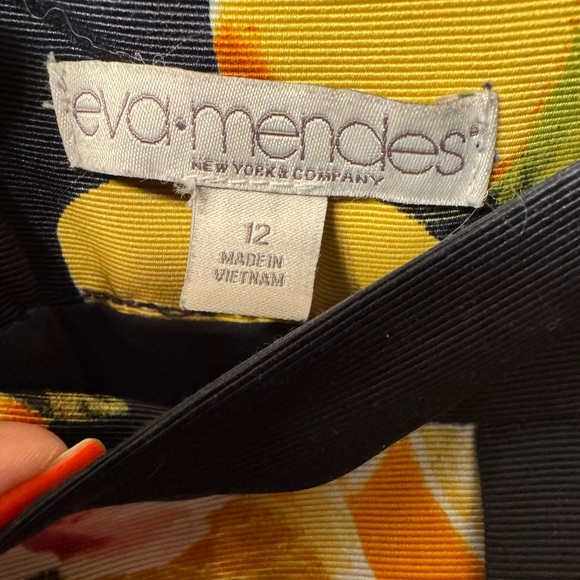 eva·mendes®
NEW YORK & COMPANY
12
MADE IN
VIETNAM